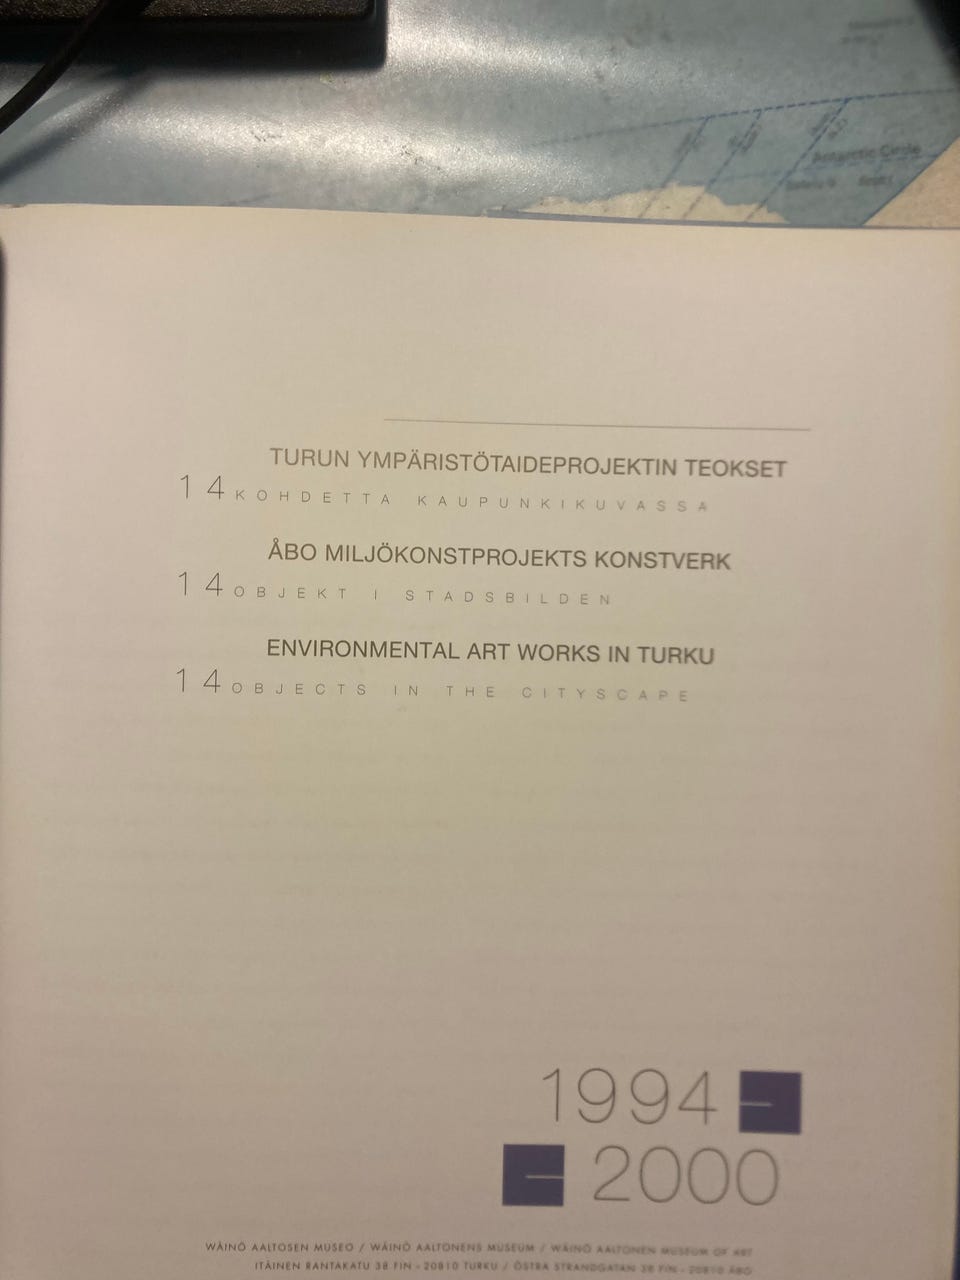 Antarctic Circle
TURUN YMPÄRISTÖTAIDEPROJEKTIN TEOKSET
14 KOHDETTA KAUPUNKIKUVASSA
ÅBO MILJÖKONSTPROJEKTS KONSTVERK
14 OBJEKT I STADSBILDEN
ENVIRONMENTAL ART WORKS IN TURKU
14 OBJECTS IN THE CITYSCAPE
1994
2000
WÄINÖ AALTOSEN MUSEO / WÄINÖ AALTONENS MUSEUM / WÄINÖ AALTONEN MUSEUM OF ART
ITÄINEN RANTAKATU 38 FIN - 20810 TURKU / ÖSTRA STRANDGATAN 38 FIN - 20810 ÅBO